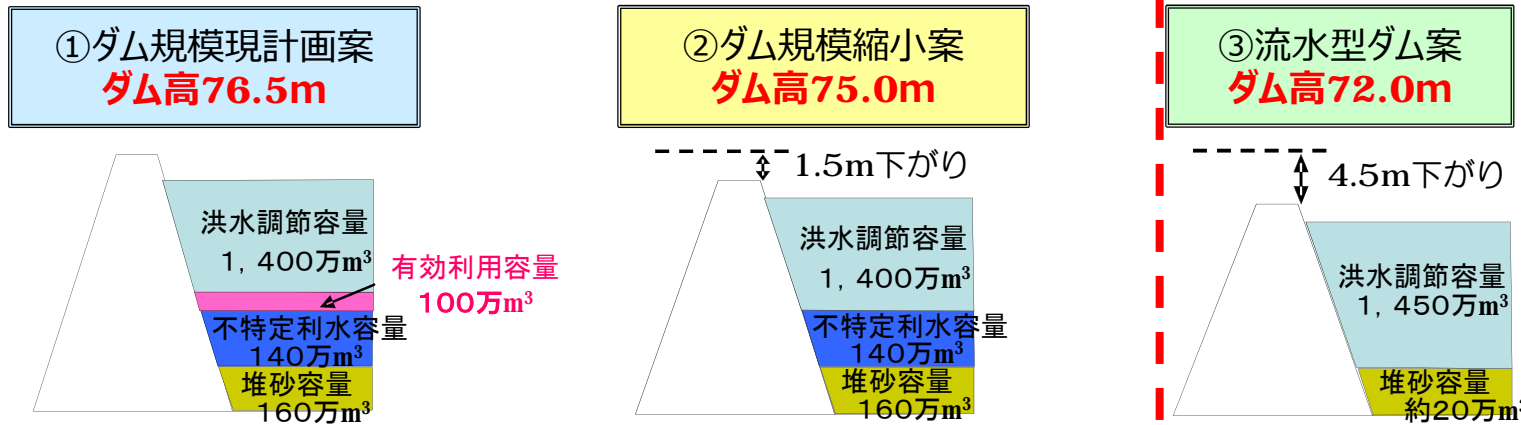 ①ダム規模現計画案
ダム高76.5m
洪水調節容量
1，400万m³
有効利用容量
100万m³
不特定利水容量
140万m³
堆砂容量
160万m³
②ダム規模縮小案
ダム高75.0m
1.5m下がり
洪水調節容量
1，400万m³
不特定利水容量
140万m³
堆砂容量
160万m³
③流水型ダム案
ダム高72.0m
4.5m下がり
洪水調節容量
1，450万m³
堆砂容量
約20万m³